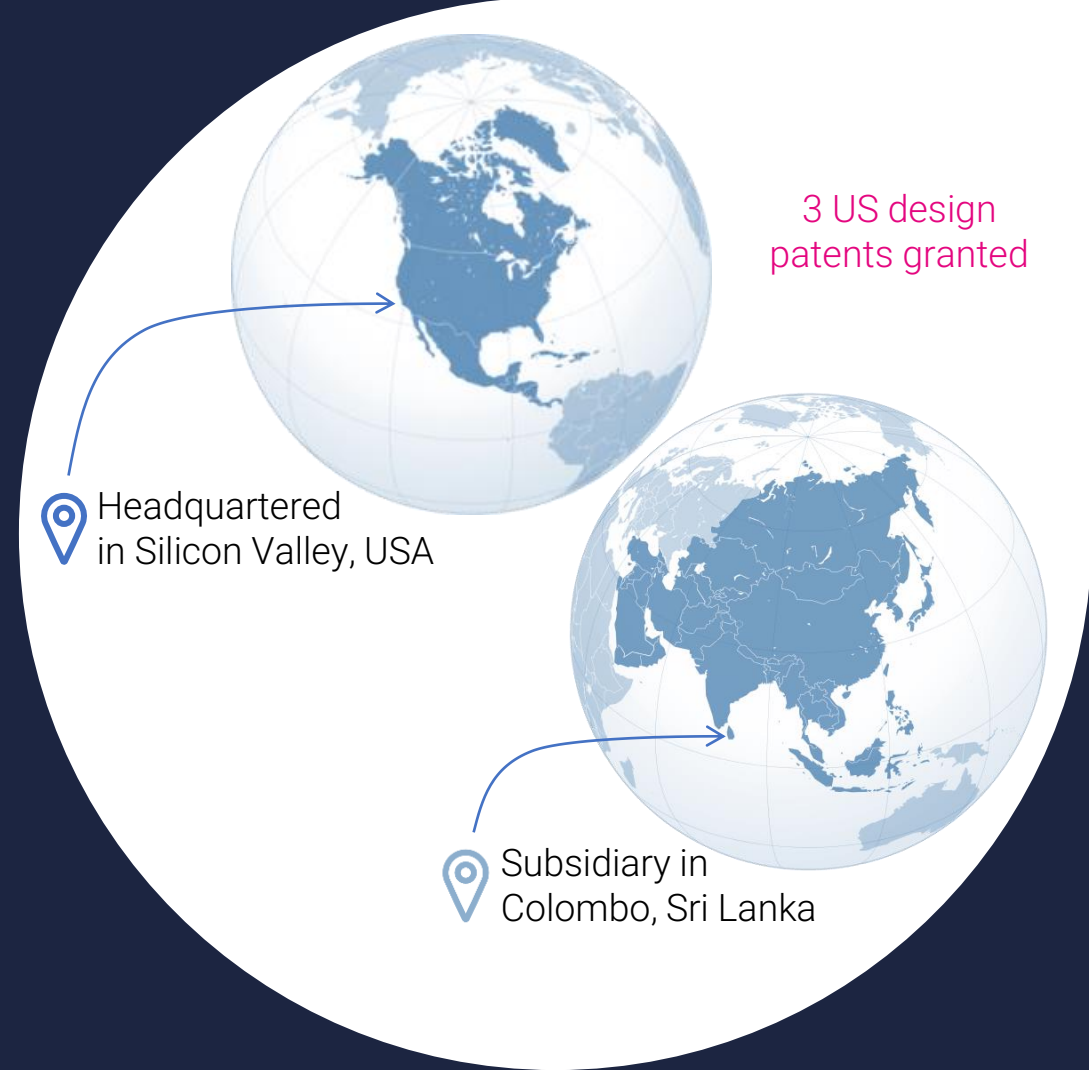 3 US design
patents granted
Headquartered
in Silicon Valley, USA
Subsidiary in
Colombo, Sri Lanka